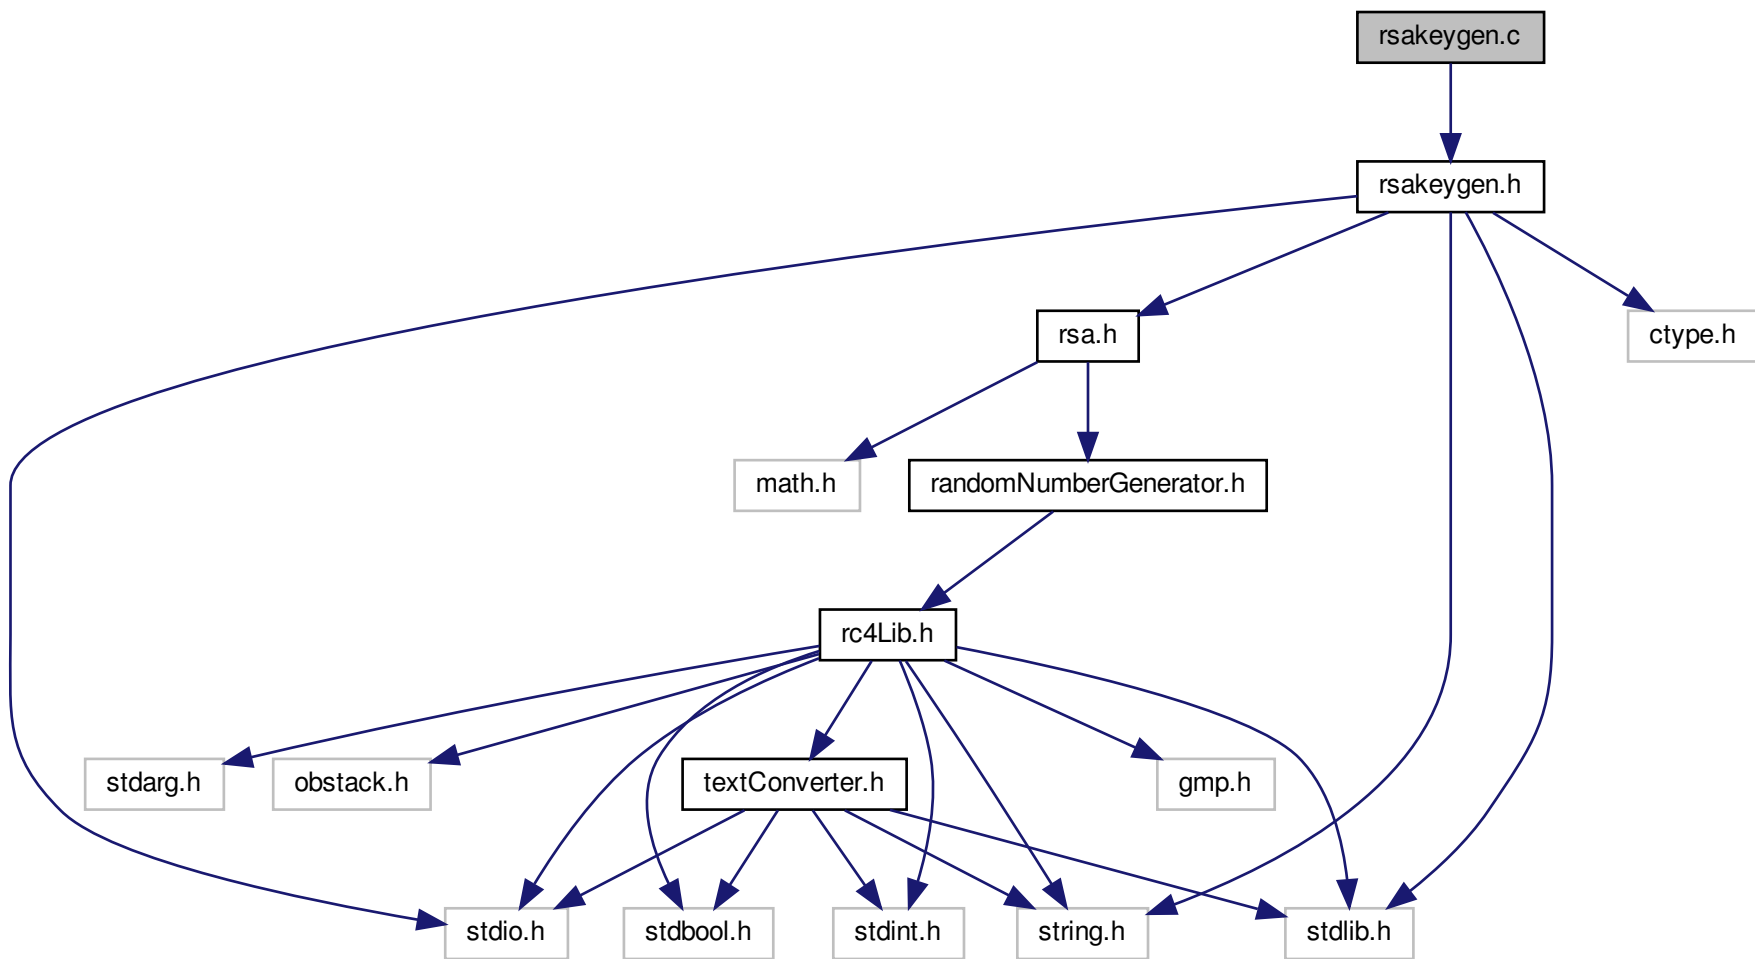 rsakeygen.c
rsakeygen.h
rsa.h
ctype.h
math.h
randomNumberGenerator.h
rc4Lib.h
stdarg.h
obstack.h
textConverter.h
gmp.h
stdio.h
stdbool.h
stdint.h
string.h
stdlib.h